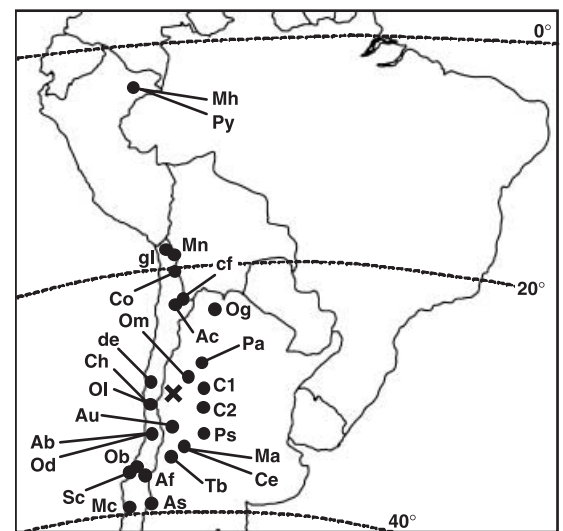 0°
Mh
Py
Mn
gl
cf
20°
Co
Og
Om
Ac
Pa
de
Ch
C1
Ol
C2
Au
Ab
Ps
Od
Ob
Ma
Ce
Sc
Af
Tb
Mc
As
40°